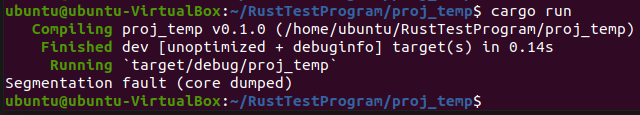 ubuntu@ubuntu-VirtualBox:~/RustTestProgram/proj_temp$ cargo run
   Compiling proj_temp v0.1.0 (/home/ubuntu/RustTestProgram/proj_temp)
    Finished dev [unoptimized + debuginfo] target(s) in 0.14s
     Running `target/debug/proj_temp`
Segmentation fault (core dumped)
ubuntu@ubuntu-VirtualBox:~/RustTestProgram/proj_temp$